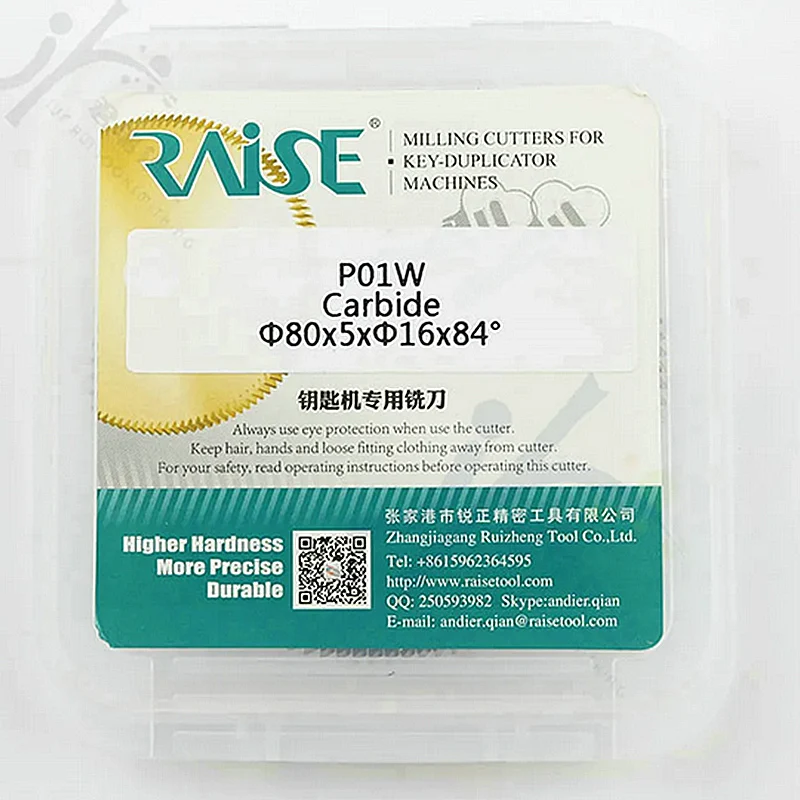 RAiSE®
MILLING CUTTERS FOR
KEY-DUPLICATOR
MACHINES
P01W
Carbide
Φ80x5xΦ16x84°
钥匙机专用铣刀
Always use eye protection when use the cutter.
Keep hair, hands and loose fitting clothing away from cutter.
For your safety, read operating instructions before operating this cutter.
Higher Hardness
More Precise
Durable
张家港市锐正精密工具有限公司
Zhangjiagang Ruizheng Tool Co.,Ltd.
Tel: +8615962364595
http://www.raisetool.com
QQ: 250593982 Skype:andier.qian
E-mail: andier.qian@raisetool.com